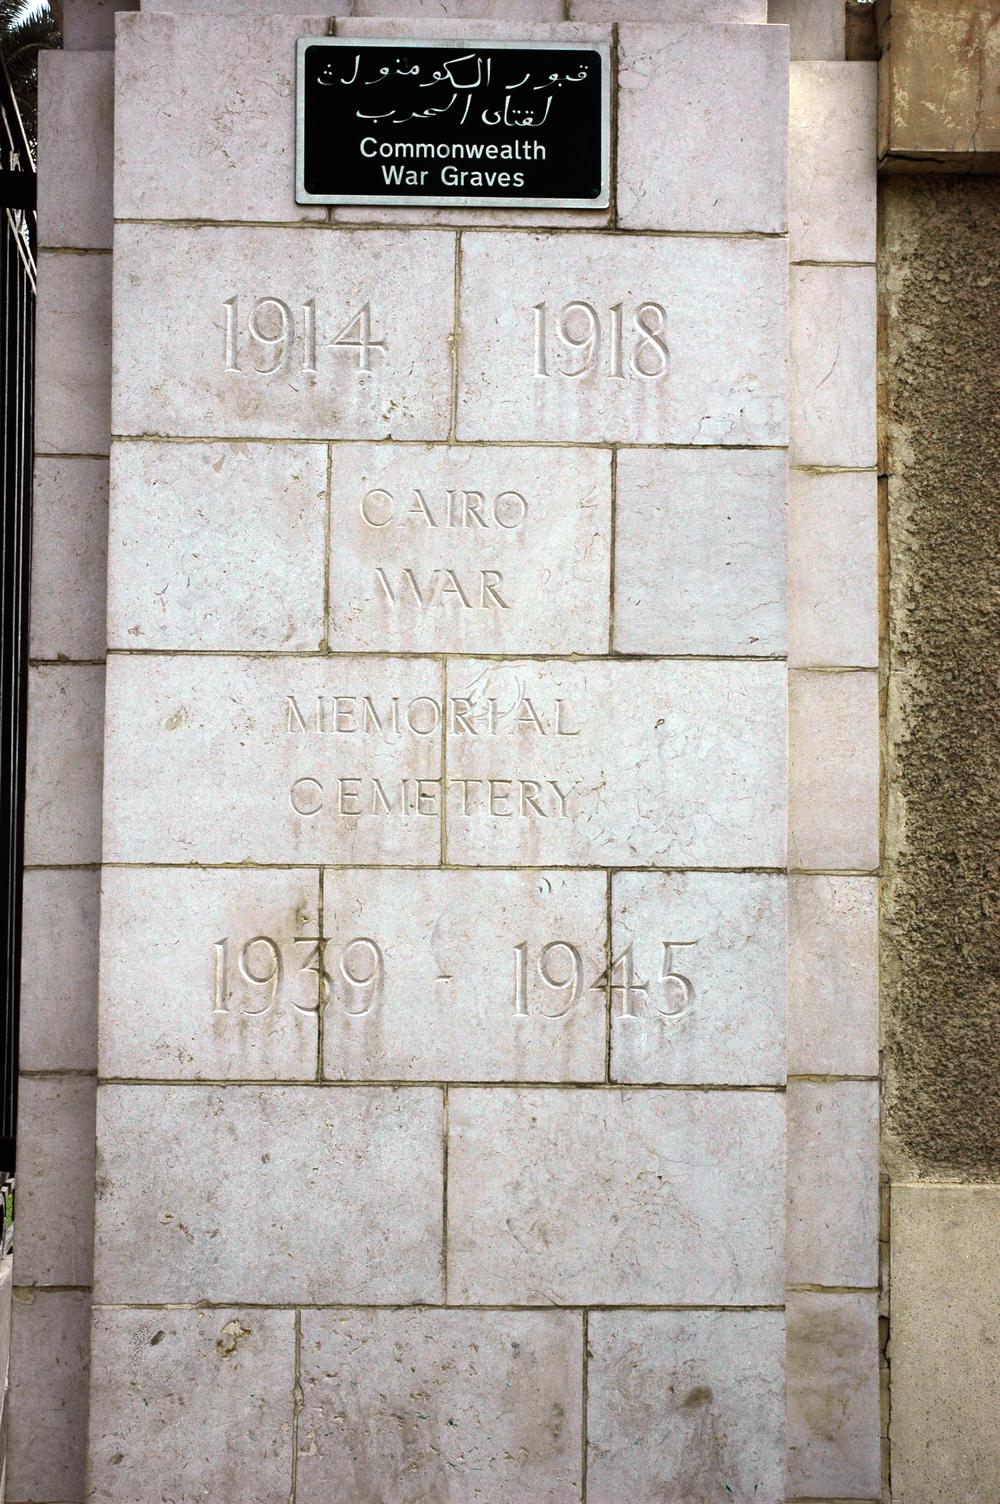 قبور الكومنولث
لقتلى الحرب
Commonwealth
War Graves
1914 1918
CAIRO
WAR
MEMORIAL
CEMETERY
1939 - 1945